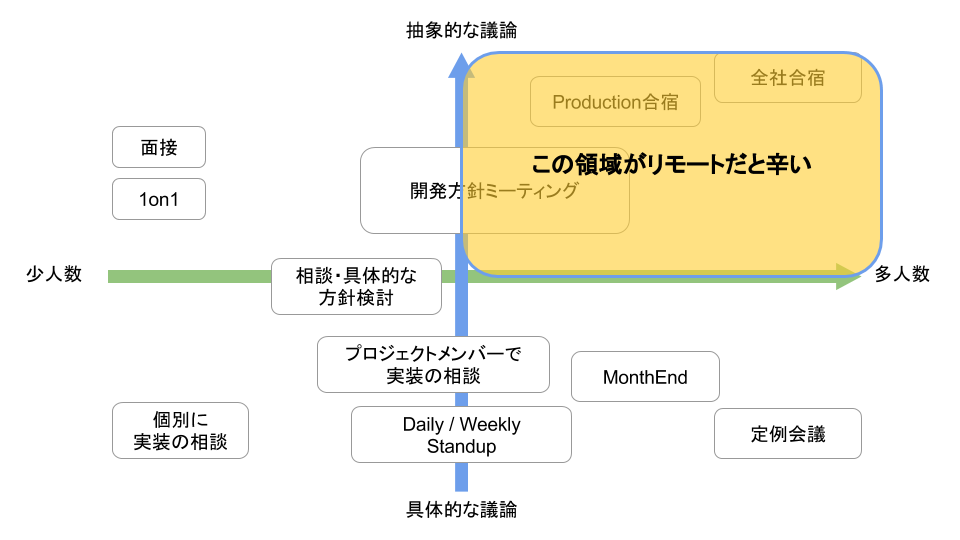 抽象的な議論
全社合宿
Production合宿
面接
この領域がリモートだと辛い
開発方針ミーティング
1on1
少人数
相談・具体的な
方針検討
多人数
プロジェクトメンバーで
実装の相談
MonthEnd
個別に
実装の相談
Daily / Weekly
Standup
定例会議
具体的な議論